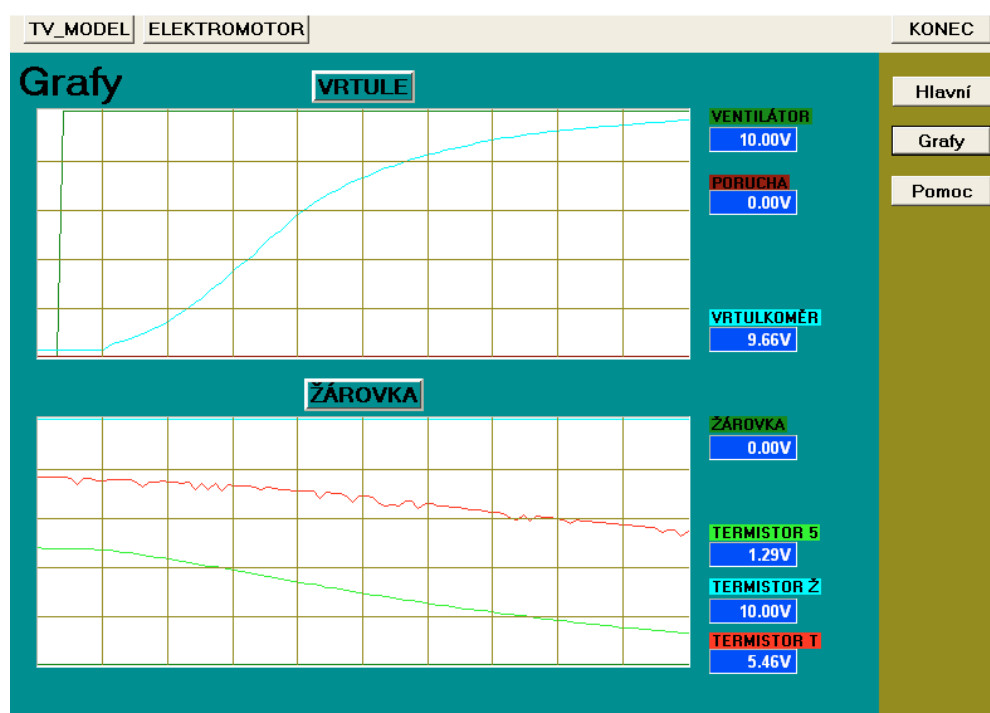 TV_MODEL ELEKTROMOTOR KONEC
Grafy
VRTULE
Hlavní
Grafy
Pomoc
VENTILÁTOR
10.00V
PORUCHA
0.00V
VRTULKOMĚR
9.66V
ŽÁROVKA
ŽÁROVKA
0.00V
TERMISTOR 5
1.29V
TERMISTOR Ž
10.00V
TERMISTOR T
5.46V